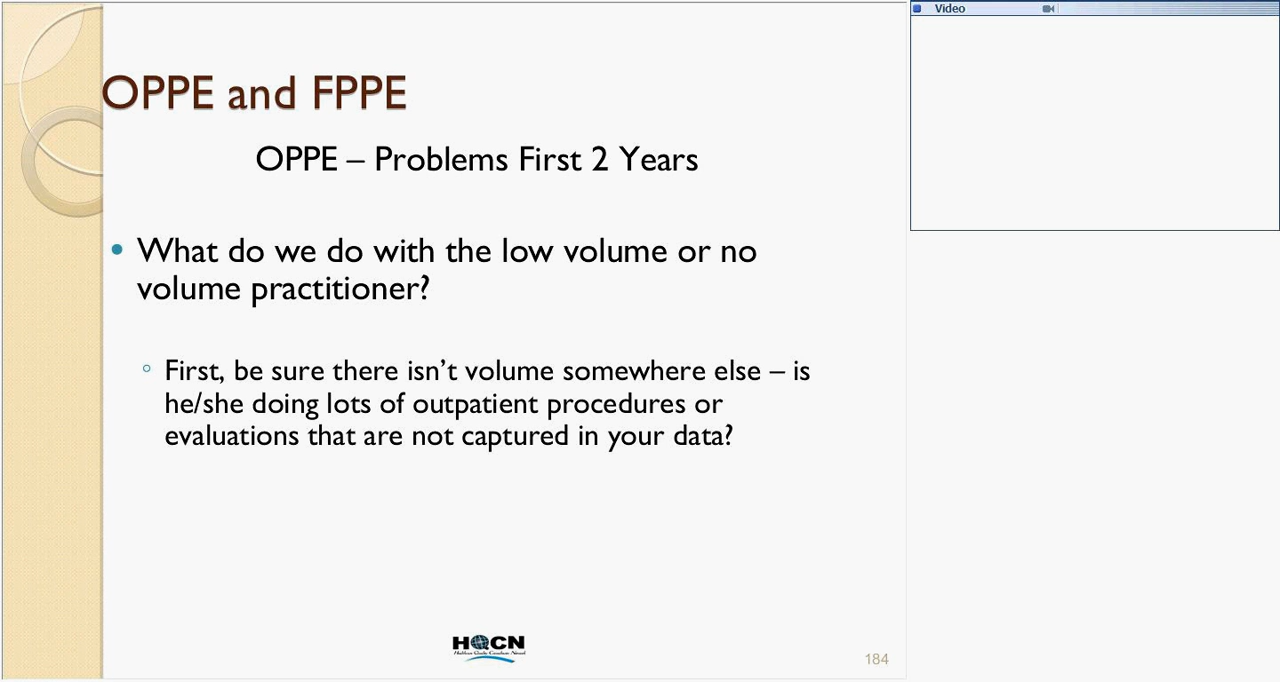 Video
OPPE and FPPE
OPPE – Problems First 2 Years
• What do we do with the low volume or no
volume practitioner?
◦ First, be sure there isn’t volume somewhere else – is
he/she doing lots of outpatient procedures or
evaluations that are not captured in your data?
HQCN
184